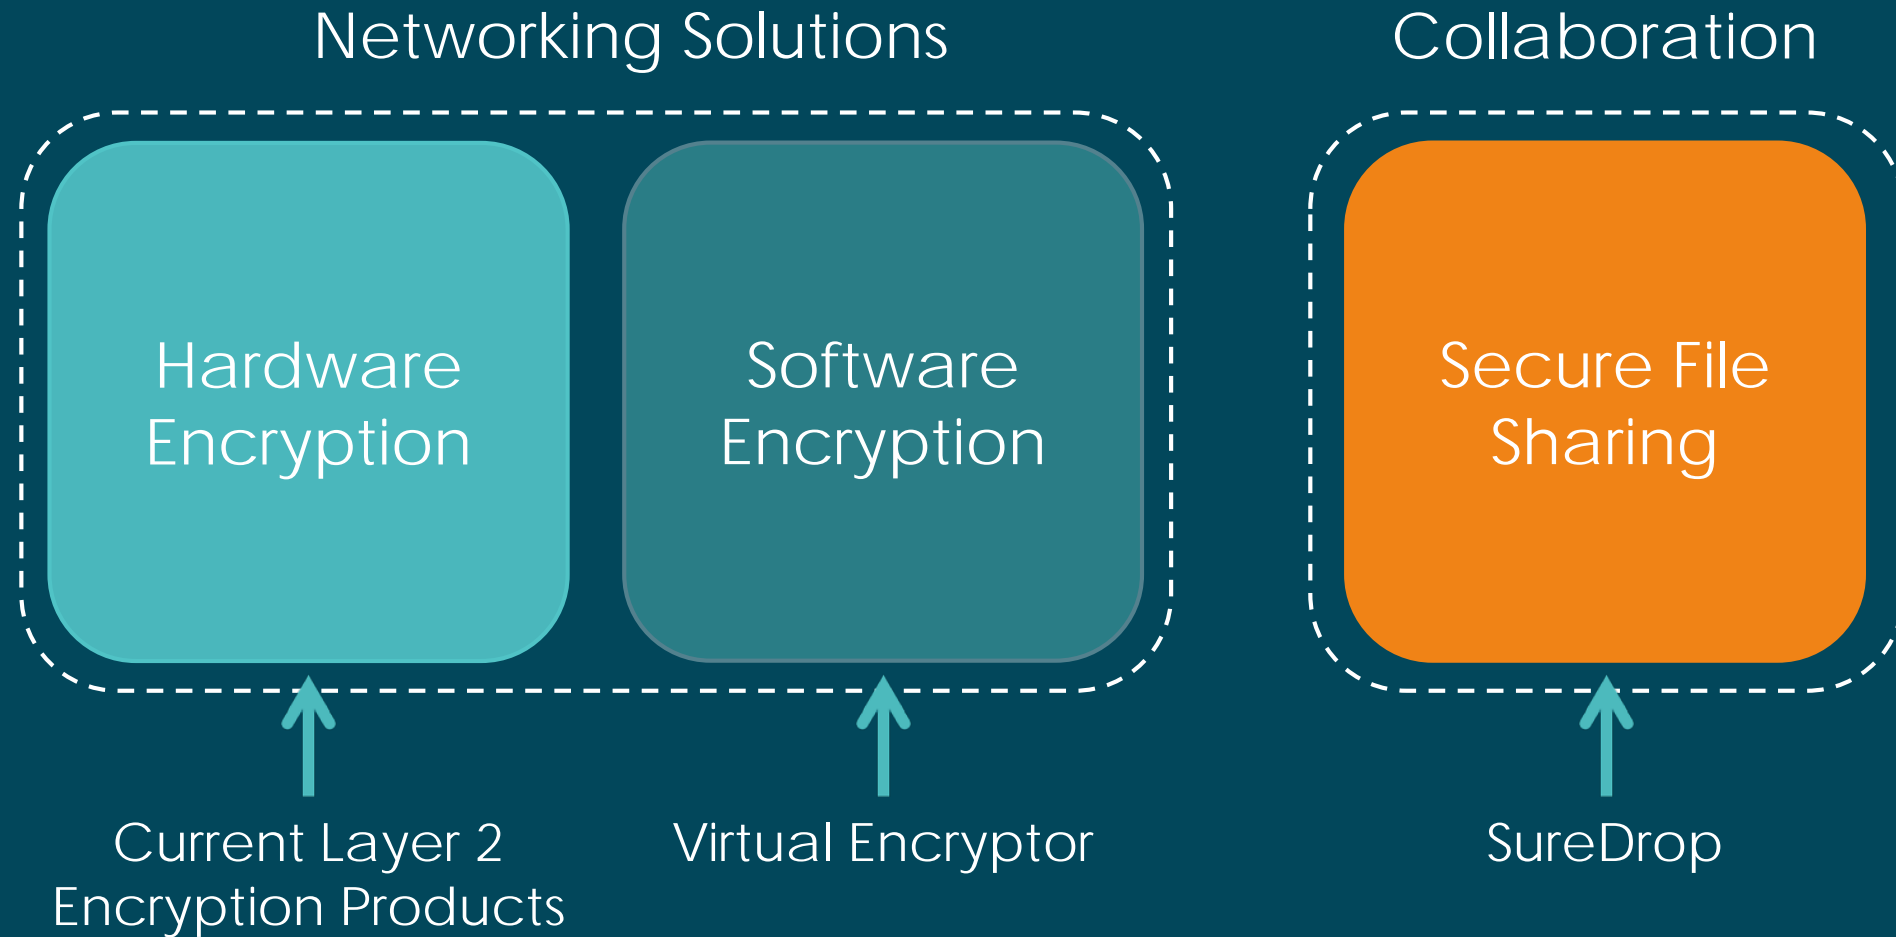 Networking Solutions
Collaboration
Hardware
Encryption
Software
Encryption
Secure File
Sharing
Current Layer 2
Encryption Products
Virtual Encryptor
SureDrop